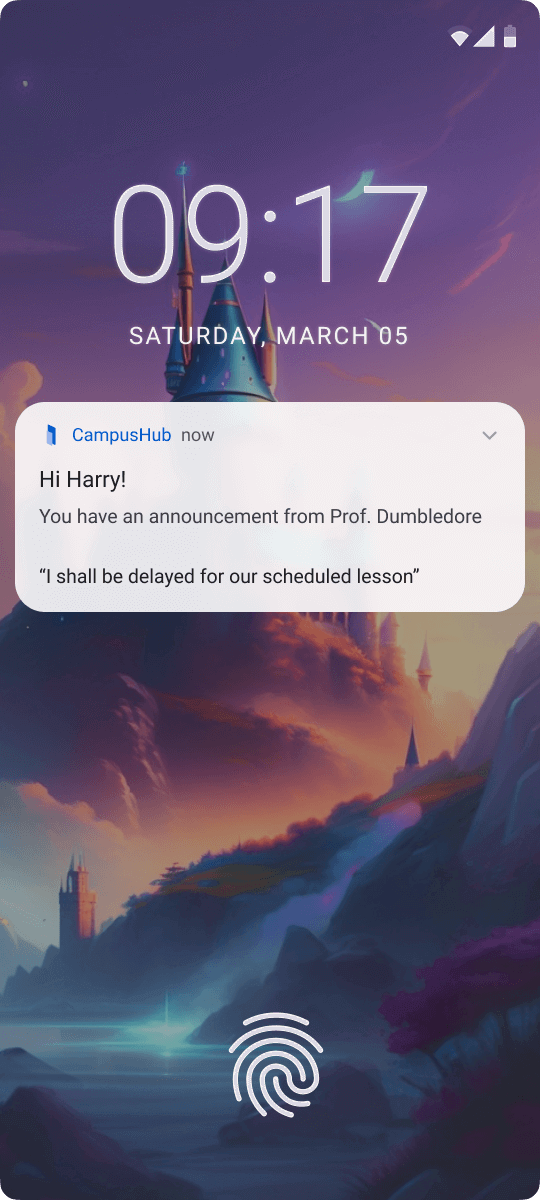 09:17
SATURDAY, MARCH 05
CampusHub now
Hi Harry!
You have an announcement from Prof. Dumbledore
“I shall be delayed for our scheduled lesson”